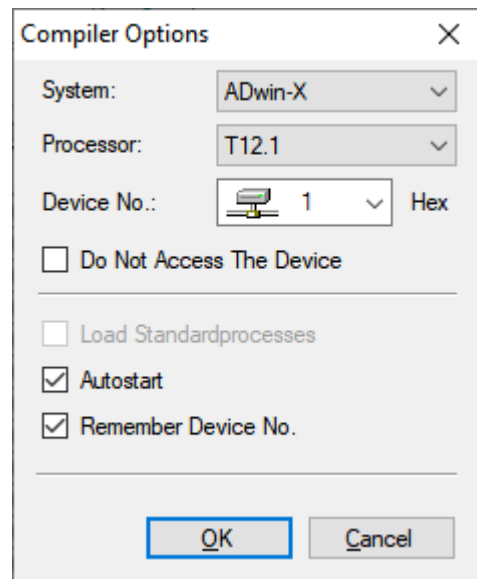 Compiler Options
System: ADwin-X
Processor: T12.1
Device No.: 1 Hex
Do Not Access The Device
Load Standardprocesses
Autostart
Remember Device No.
OK Cancel